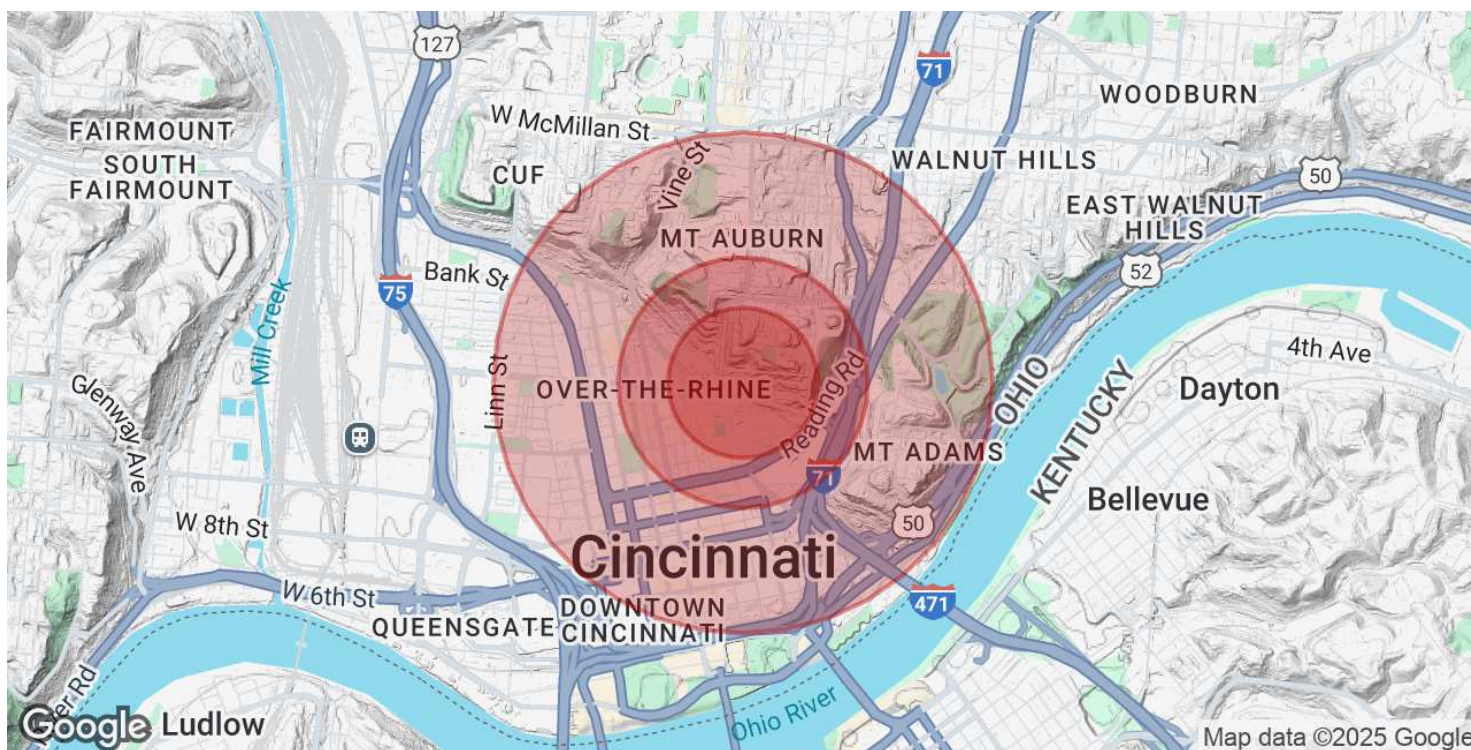 127
71
WOODBURN
W McMillan St
FAIRMOUNT
SOUTH
FAIRMOUNT
CUF
Vine St
WALNUT HILLS
50
EAST WALNUT
HILLS
MT AUBURN
Bank St
52
75
Mill Creek
4th Ave
Linn St
OVER-THE-RHINE
Reading Rd
OHIO
KENTUCKY
Dayton
Glenway Ave
MT ADAMS
71
Bellevue
W 8th St
50
Cincinnati
W 6th St
471
DOWNTOWN
CINCINNATI
QUEENSGATE
Ohio River
Google
Ludlow
Map data ©2025 Google